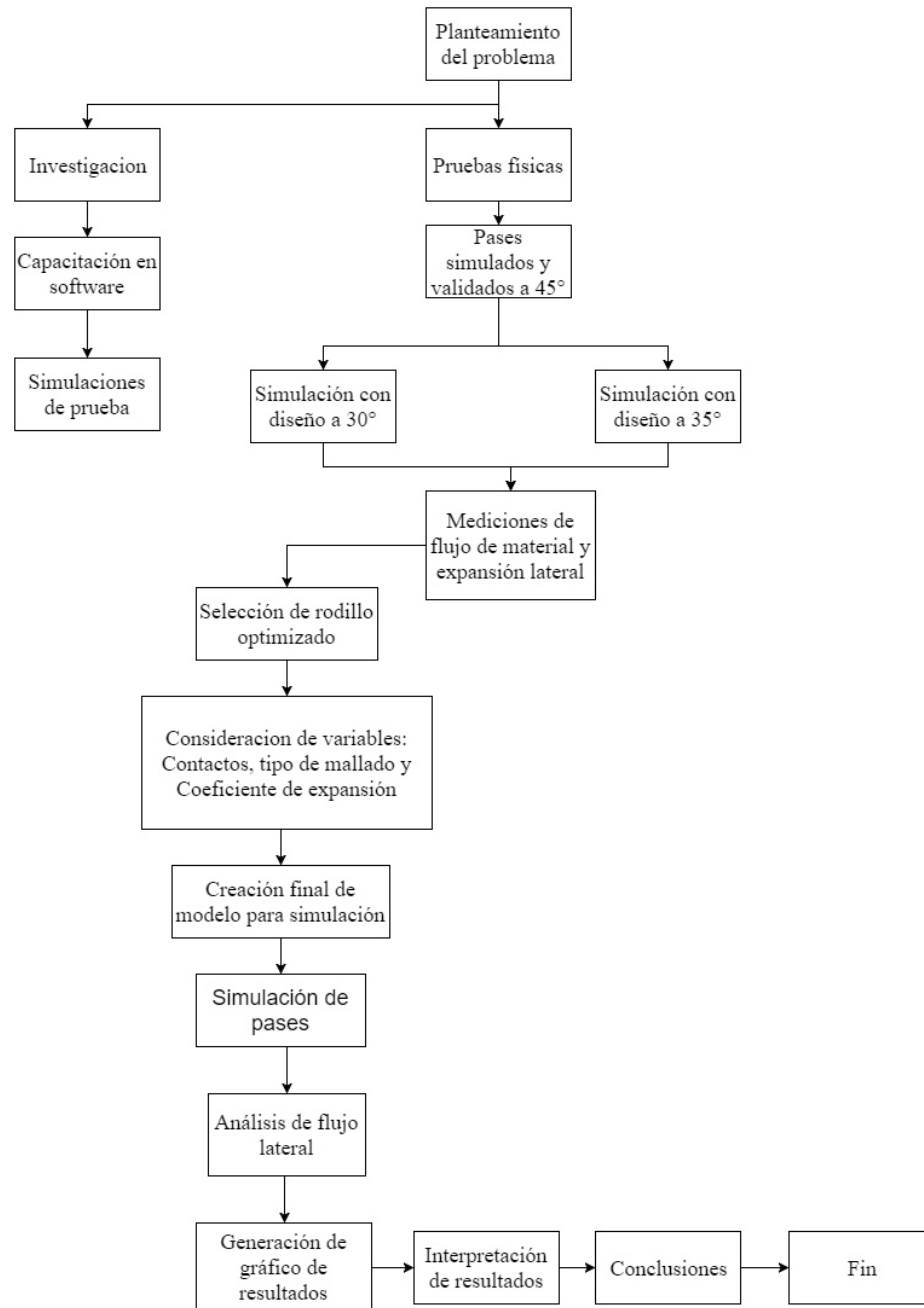 Planteamiento
del problema
Investigacion
Pruebas físicas
Capacitación en
software
Pases
simulados y
validados a 45°
Simulaciones
de prueba
Simulación con
diseño a 30°
Simulación con
diseño a 35°
Mediciones de
flujo de material y
expansión lateral
Selección de rodillo
optimizado
Consideracion de variables:
Contactos, tipo de mallado y
Coeficiente de expansión
Creación final de
modelo para simulación
Simulación de
pases
Análisis de flujo
lateral
Generación de
gráfico de
resultados
Interpretación
de resultados
Conclusiones
Fin